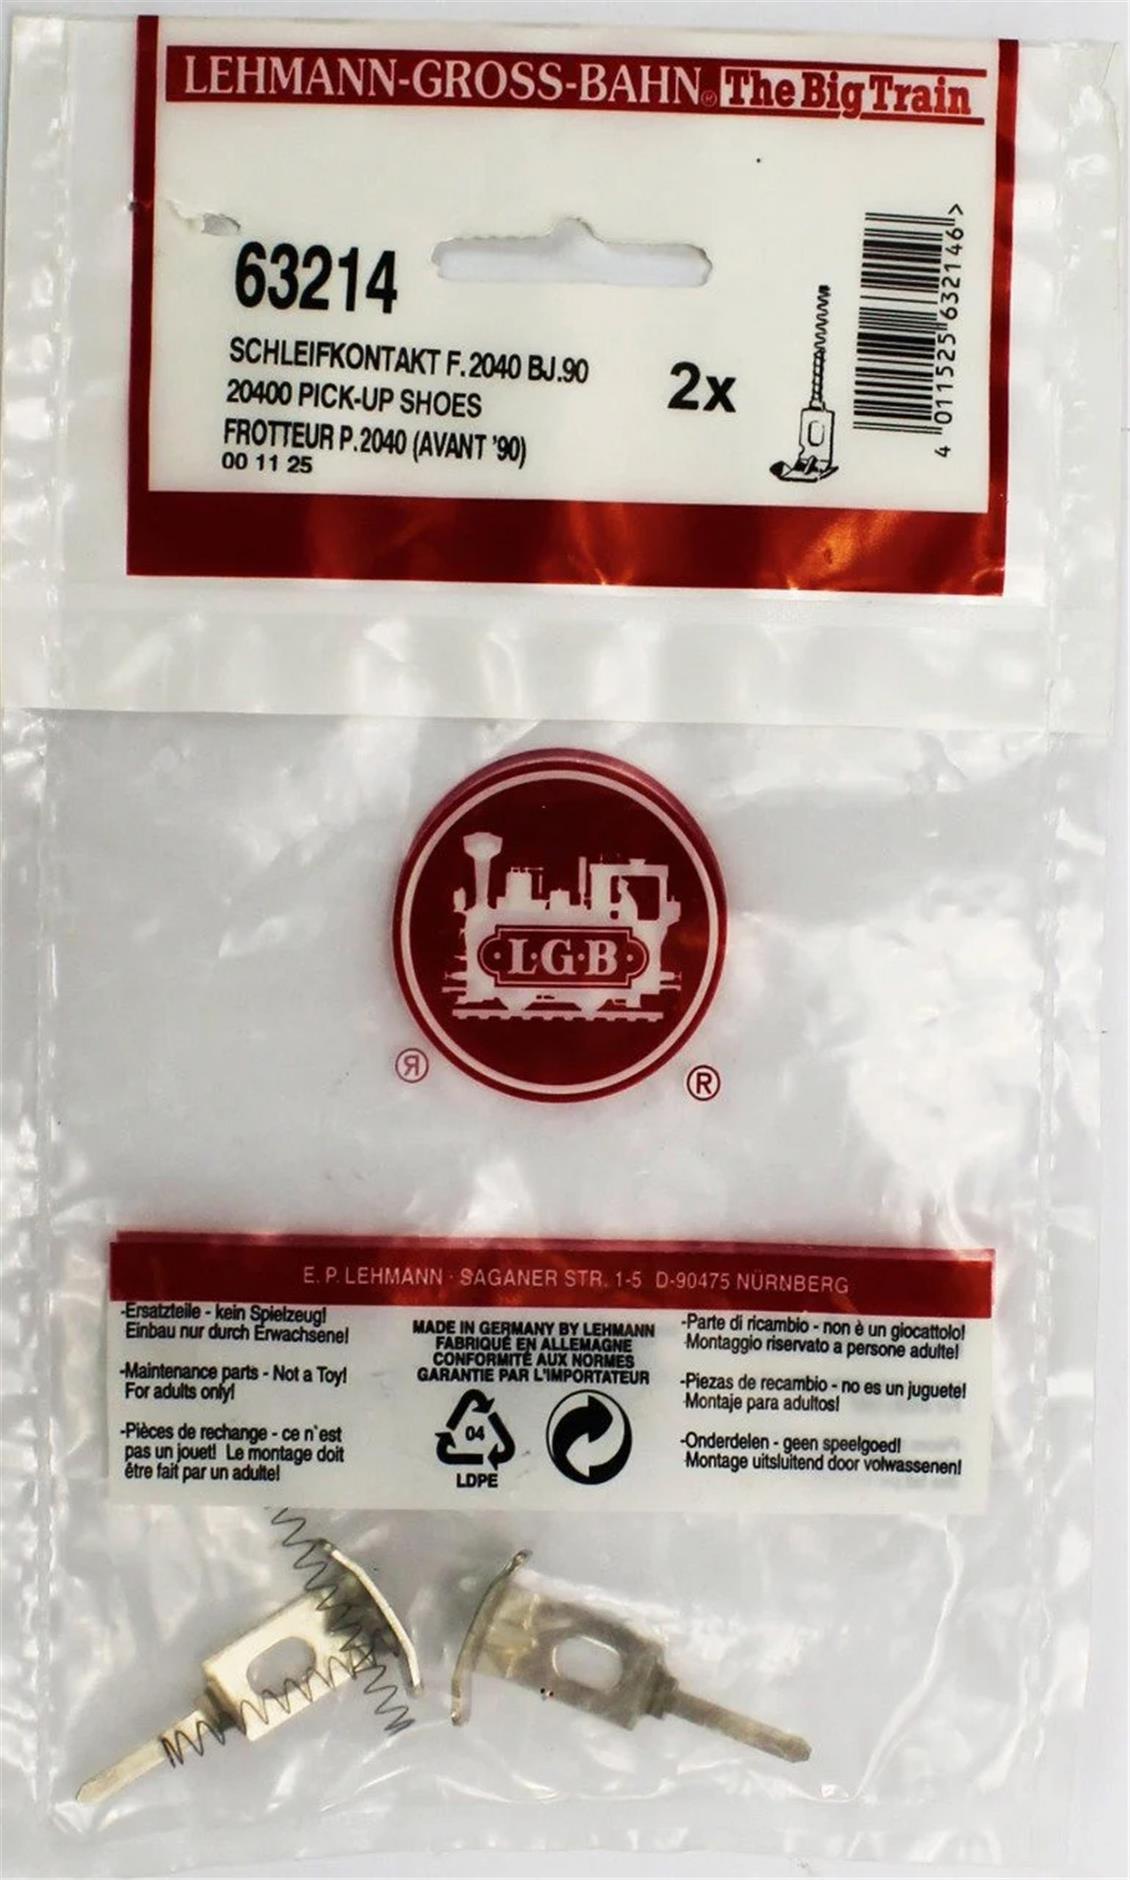 LEHMANN-GROSS-BAHN® The Big Train
63214
SCHLEIFKONTAKT F. 2040 BJ.90
20400 PICK-UP SHOES
FROTTEUR P. 2040 (AVANT '90)
00 11 25
2x
4 011525 632146 >
L·G·B
®
®
E. P. LEHMANN · SAGANER STR. 1-5 D-90475 NÜRNBERG
-Ersatzteile - kein Spielzeug!
Einbau nur durch Erwachsene!
-Maintenance parts - Not a Toy!
For adults only!
-Pièces de rechange - ce n`est
pas un jouet! Le montage doit
être fait par un adulte!
MADE IN GERMANY BY LEHMANN
FABRIQUÉ EN ALLEMAGNE
CONFORMITÉ AUX NORMES
GARANTIE PAR L'IMPORTATEUR
04
LDPE
-Parte di ricambio - non è un giocattolo!
Montaggio riservato a persone adulte!
-Piezas de recambio - no es un juguete!
Montaje para adultos!
-Onderdelen - geen speelgoed!
Montage uitsluitend door volwassenen!